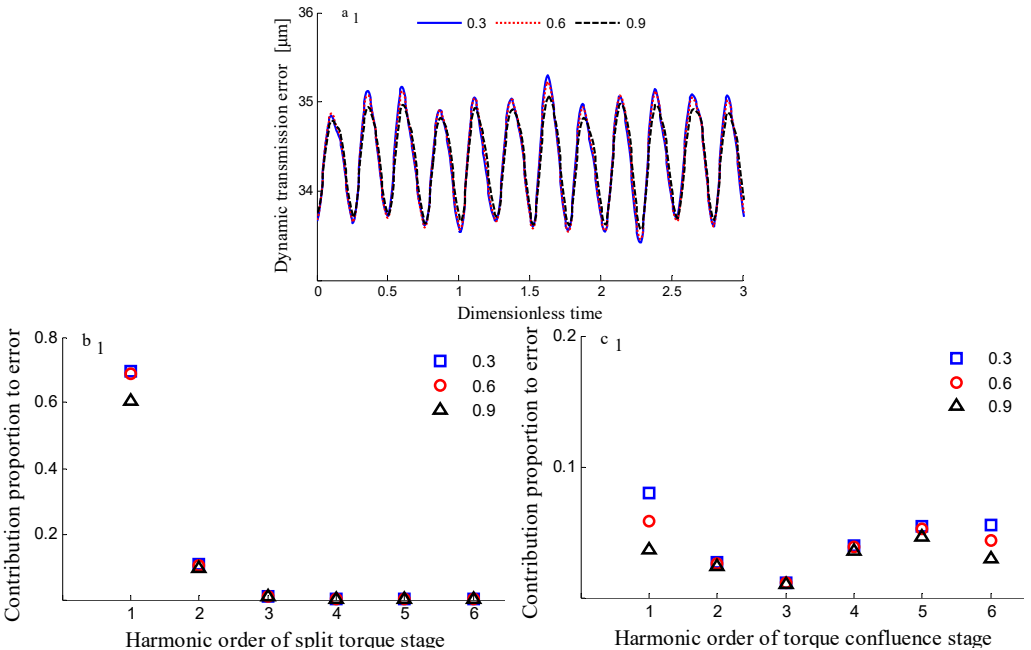 a 1
0.3 0.6 0.9
Dynamic transmission error [μm]
36
35
34
0 0.5 1 1.5 2 2.5 3
Dimensionless time
b 1
0.3
0.6
0.9
Contribution proportion to error
0.8
0.6
0.4
0.2
1 2 3 4 5 6
Harmonic order of split torque stage
c 1
0.3
0.6
0.9
Contribution proportion to error
0.2
0.1
1 2 3 4 5 6
Harmonic order of torque confluence stage